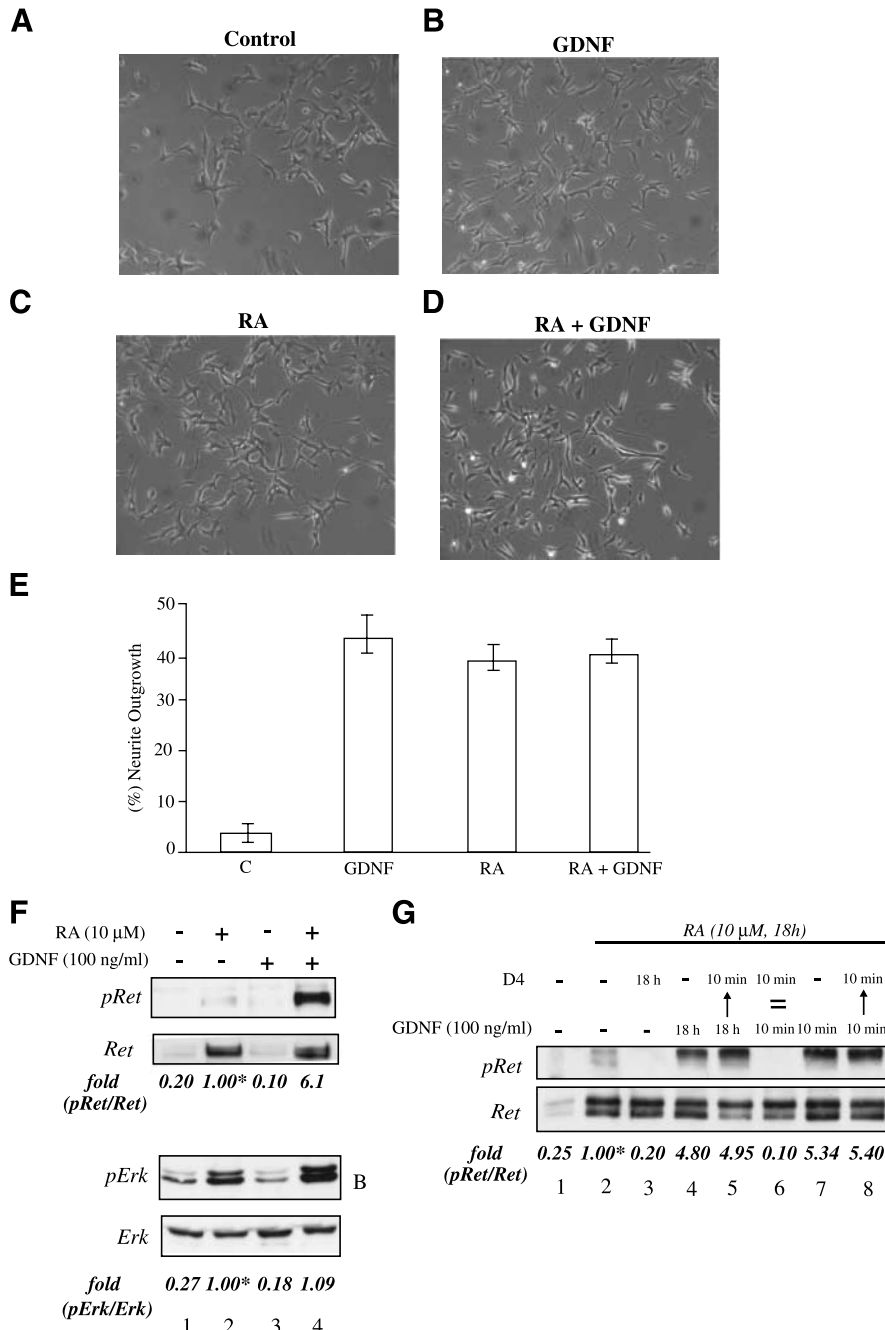 A
Control
B
GDNF
C
RA
D
RA + GDNF
E
(%) Neurite Outgrowth
50
40
30
20
10
0
C GDNF RA RA + GDNF
F
RA (10 µM) - + - +
GDNF (100 ng/ml) - - + +
pRet
Ret
fold 0.20 1.00* 0.10 6.1
(pRet/Ret)
pErk
B
Erk
fold 0.27 1.00* 0.18 1.09
(pErk/Erk)
1 2 3 4
G
RA (10 µM, 18h)
D4 - - 18 h - 10 min 10 min - 10 min
↑ = ↑
GDNF (100 ng/ml) - - - 18 h 18 h 10 min 10 min 10 min
pRet
Ret
fold 0.25 1.00* 0.20 4.80 4.95 0.10 5.34 5.40
(pRet/Ret)
1 2 3 4 5 6 7 8